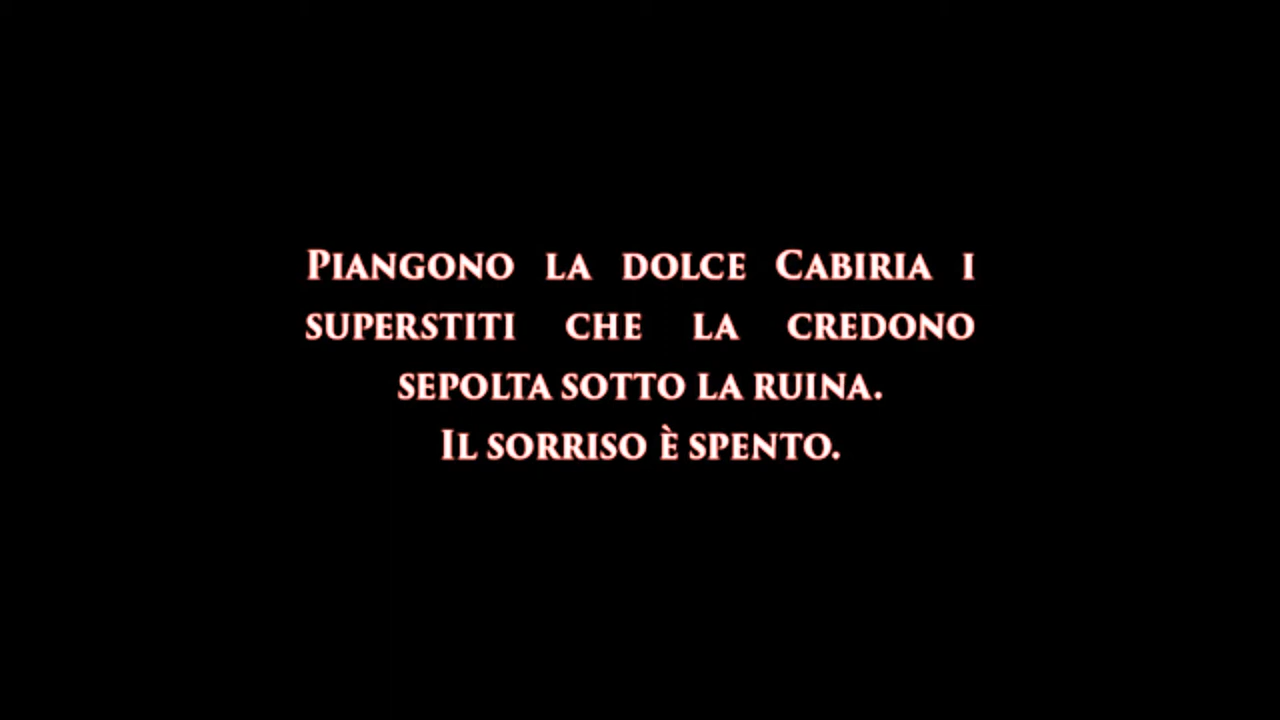 Piangono la dolce Cabiria i
superstiti che la credono
sepolta sotto la ruina.
Il sorriso è spento.